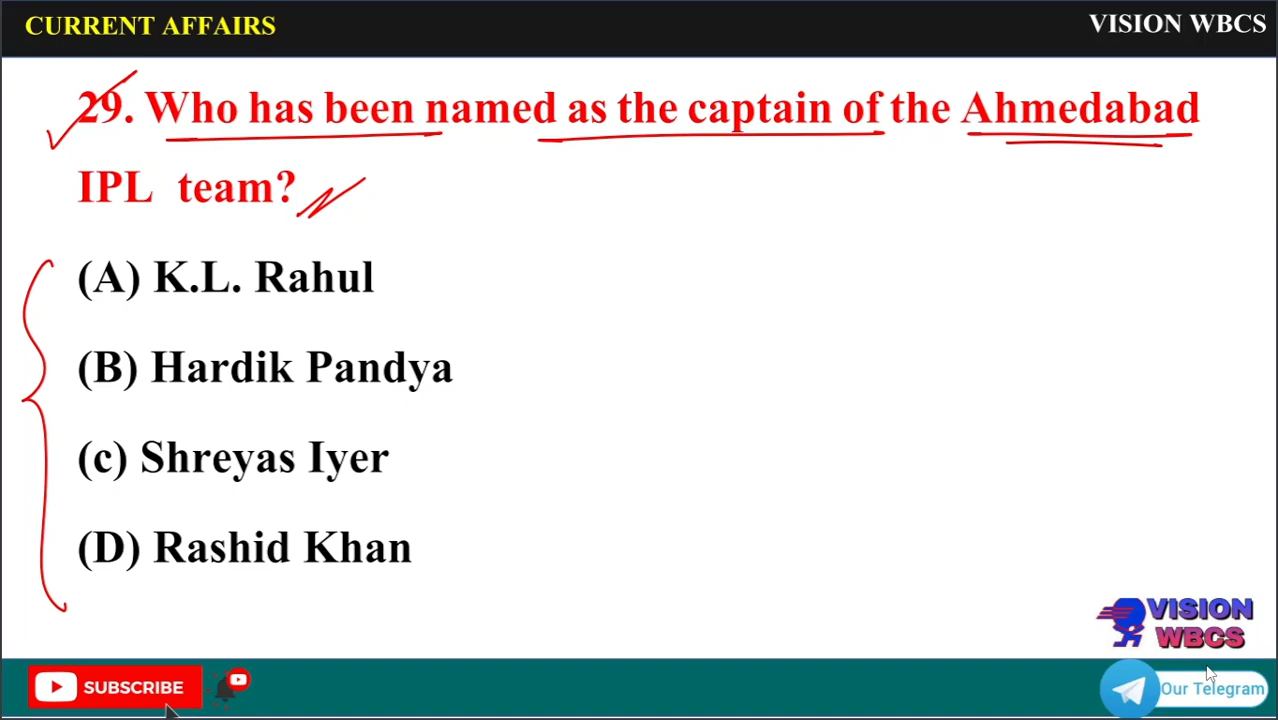 CURRENT AFFAIRS
VISION WBCS
29. Who has been named as the captain of the Ahmedabad
IPL team?
(A) K.L. Rahul
(B) Hardik Pandya
(c) Shreyas Iyer
(D) Rashid Khan
VISION
WBCS
SUBSCRIBE
Our Telegram